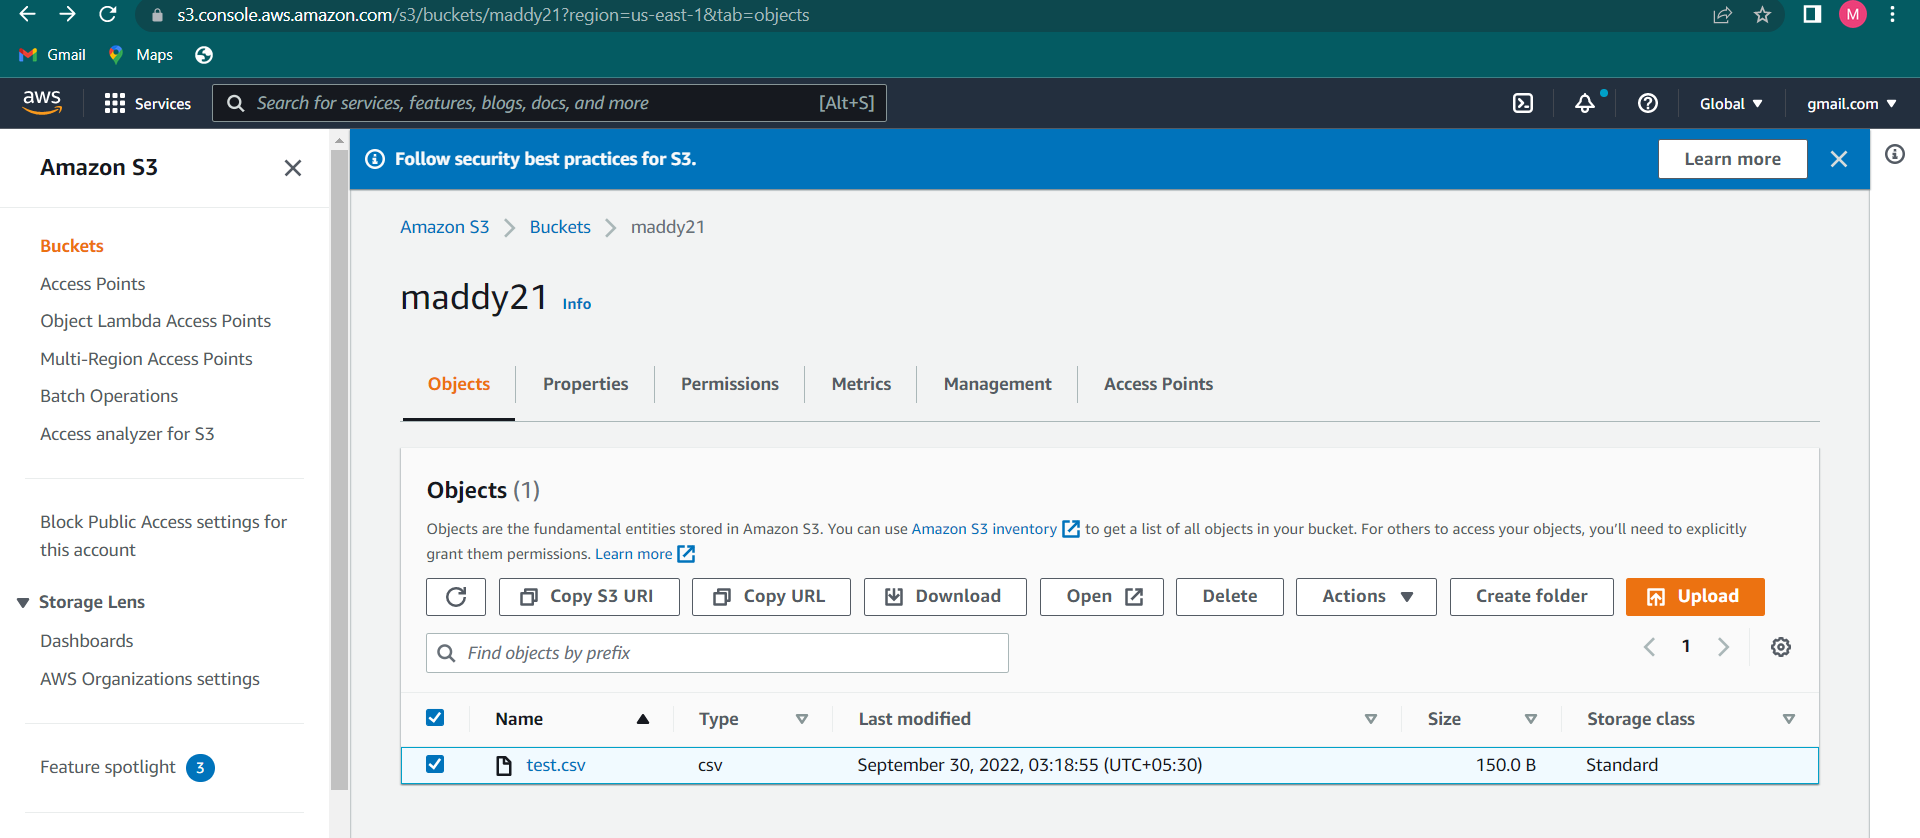 s3.console.aws.amazon.com/s3/buckets/maddy21?region=us-east-1&tab=objects
M
Gmail
Maps
aws
Services
Search for services, features, blogs, docs, and more
[Alt+S]
Global
gmail.com
Amazon S3
Buckets
Access Points
Object Lambda Access Points
Multi-Region Access Points
Batch Operations
Access analyzer for S3
Block Public Access settings for
this account
Storage Lens
Dashboards
AWS Organizations settings
Feature spotlight 3
Follow security best practices for S3.
Learn more
Amazon S3 > Buckets > maddy21
maddy21 Info
Objects Properties Permissions Metrics Management Access Points
Objects (1)
Objects are the fundamental entities stored in Amazon S3. You can use Amazon S3 inventory to get a list of all objects in your bucket. For others to access your objects, you’ll need to explicitly
grant them permissions. Learn more
Copy S3 URI Copy URL Download Open Delete Actions Create folder Upload
Find objects by prefix
1
Name Type Last modified Size Storage class
test.csv csv September 30, 2022, 03:18:55 (UTC+05:30) 150.0 B Standard